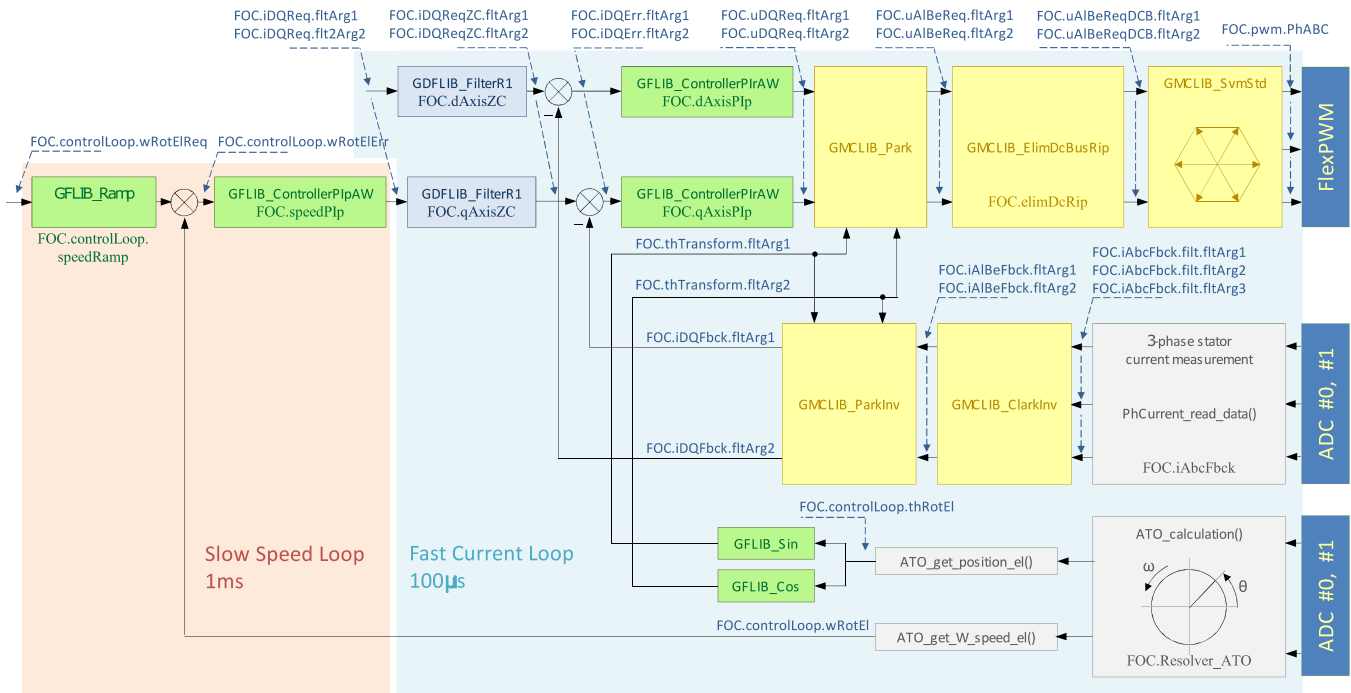 FOC.iDQReq.fltArg1
FOC.iDQReq.flt2Arg2
FOC.iDQReqZC.fltArg1
FOC.iDQReqZC.fltArg2
FOC.iDQErr.fltArg1
FOC.iDQErr.fltArg2
FOC.uDQReq.fltArg1
FOC.uDQReq.fltArg2
FOC.uAlBeReq.fltArg1
FOC.uAlBeReq.fltArg2
FOC.uAlBeReqDCB.fltArg1
FOC.uAlBeReqDCB.fltArg2
FOC.pwm.PhABC
GDFLIB_FilterR1
FOC.dAxisZC
GFLIB_ControllerPIrAW
FOC.dAxisPIp
GMCLIB_Park
GMCLIB_ElimDcBusRip
FOC.elimDcRip
GMCLIB_SvmStd
FlexPWM
FOC.controlLoop.wRotElReq
FOC.controlLoop.wRotElErr
GFLIB_Ramp
FOC.controlLoop.
speedRamp
GFLIB_ControllerPIpAW
FOC.speedPIp
GDFLIB_FilterR1
FOC.qAxisZC
GFLIB_ControllerPIrAW
FOC.qAxisPIp
FOC.thTransform.fltArg1
FOC.thTransform.fltArg2
FOC.iAlBeFbck.fltArg1
FOC.iAlBeFbck.fltArg2
FOC.iAbcFbck.filt.fltArg1
FOC.iAbcFbck.filt.fltArg2
FOC.iAbcFbck.filt.fltArg3
FOC.iDQFbck.fltArg1
FOC.iDQFbck.fltArg2
GMCLIB_ParkInv
GMCLIB_ClarkInv
3-phase stator
current measurement
PhCurrent_read_data()
FOC.iAbcFbck
ADC #0, #1
Slow Speed Loop
1ms
Fast Current Loop
100µs
FOC.controlLoop.thRotEl
GFLIB_Sin
GFLIB_Cos
ATO_get_position_el()
FOC.controlLoop.wRotEl
ATO_get_W_speed_el()
ATO_calculation()
ω
θ
FOC.Resolver_ATO
ADC #0, #1